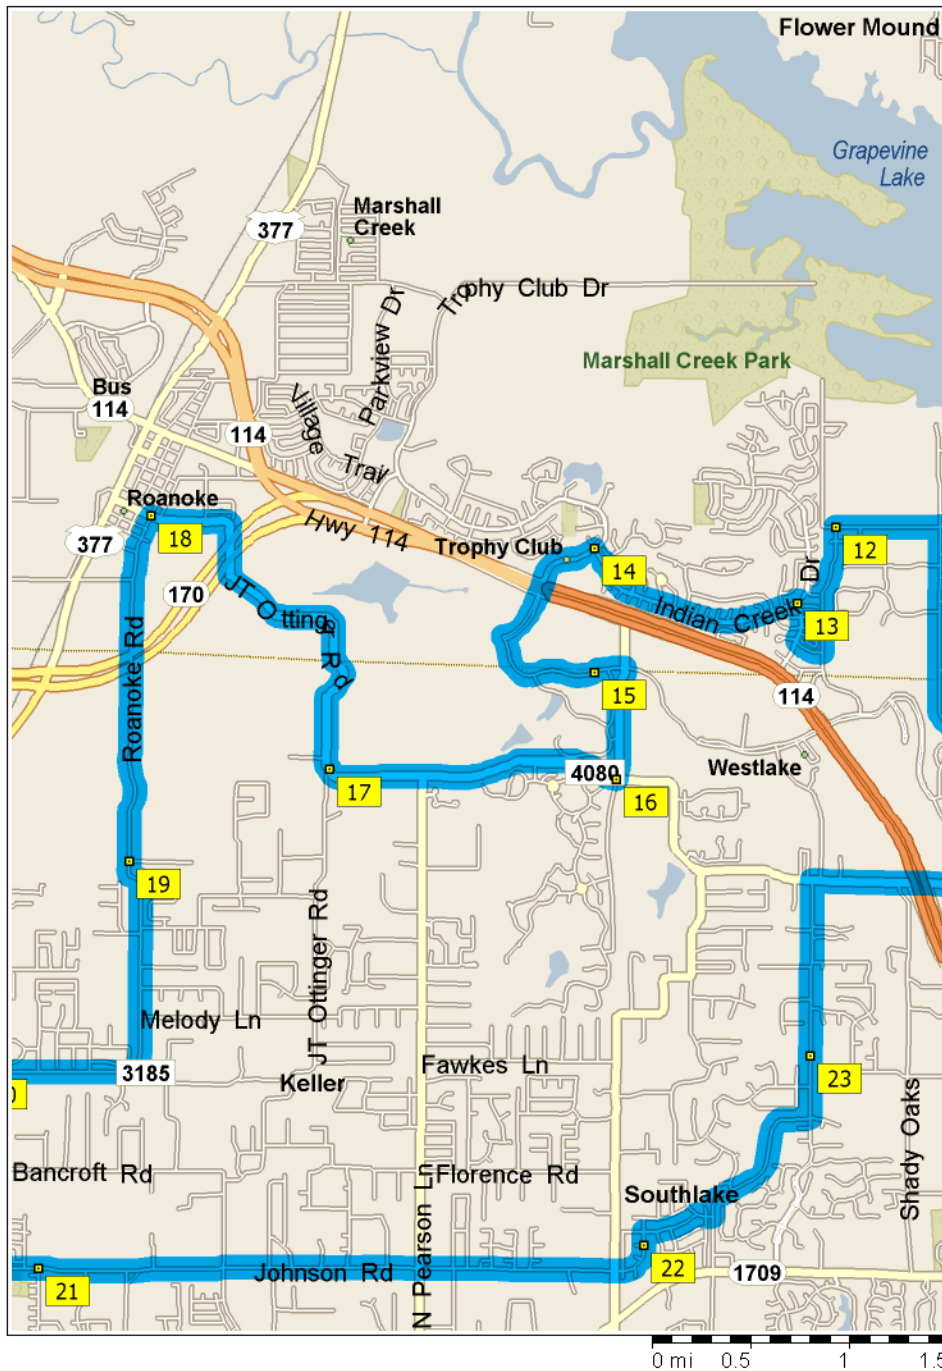 Flower Mound
Grapevine
Lake
Marshall
Creek
377
Trophy Club Dr
Parkview Dr
Marshall Creek Park
Bus
114
Village
114
Trail
Roanoke
18
377
Hwy 114
Trophy Club
12
14
Dr
170
JT Ottinger Rd
Indian Creek
13
Roanoke Rd
15
114
Westlake
4080
17
16
19
JT Ottinger Rd
Melody Ln
3185
Fawkes Ln
Keller
23
0
Shady Oaks
Bancroft Rd
Florence Rd
N Pearson Ln
Southlake
Johnson Rd
22
1709
21
0 mi 0.5 1 1.5